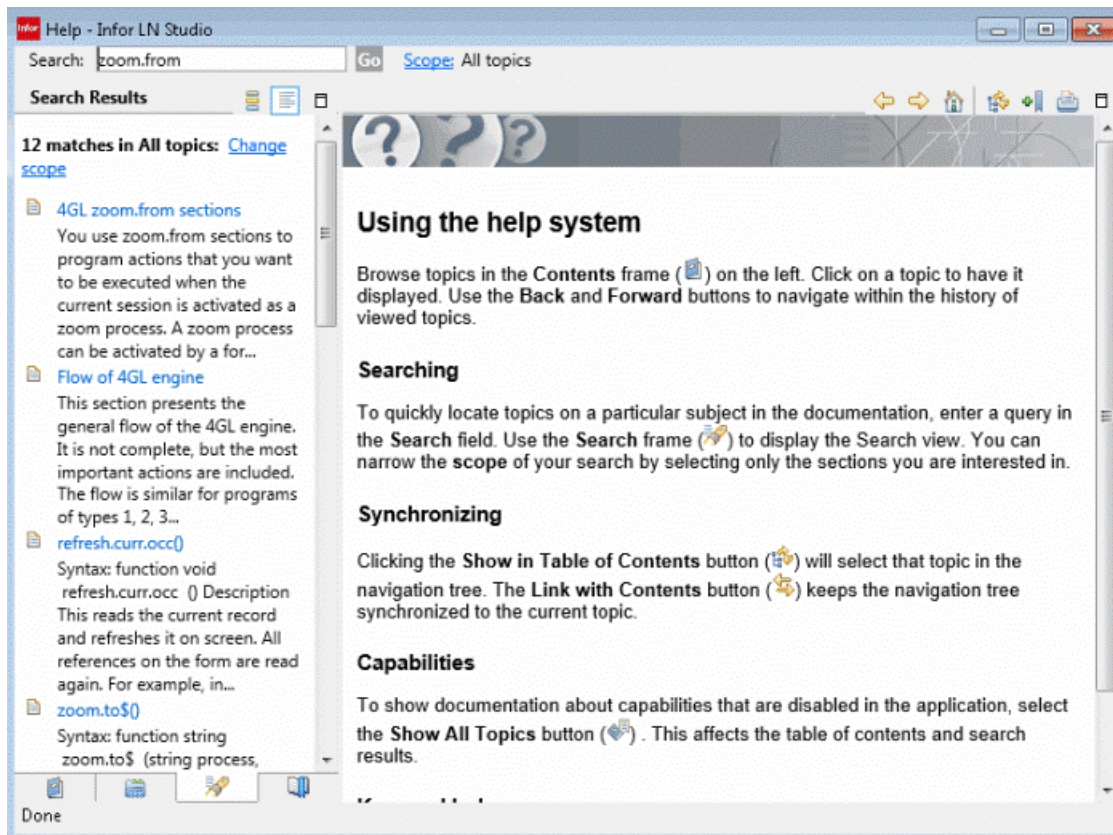 infor Help - Infor LN Studio
Search: zoom.from Go Scope: All topics
Search Results
12 matches in All topics: Change
scope
4GL zoom.from sections
You use zoom.from sections to
program actions that you want
to be executed when the
current session is activated as a
zoom process. A zoom process
can be activated by a for...
Flow of 4GL engine
This section presents the
general flow of the 4GL engine.
It is not complete, but the most
important actions are included.
The flow is similar for programs
of types 1, 2, 3...
refresh.curr.occ()
Syntax: function void
refresh.curr.occ () Description
This reads the current record
and refreshes it on screen. All
references on the form are read
again. For example, in...
zoom.to$()
Syntax: function string
zoom.to$ (string process,
Done
? ? ?
Using the help system
Browse topics in the Contents frame ( ) on the left. Click on a topic to have it
displayed. Use the Back and Forward buttons to navigate within the history of
viewed topics.
Searching
To quickly locate topics on a particular subject in the documentation, enter a query in
the Search field. Use the Search frame ( ) to display the Search view. You can
narrow the scope of your search by selecting only the sections you are interested in.
Synchronizing
Clicking the Show in Table of Contents button ( ) will select that topic in the
navigation tree. The Link with Contents button ( ) keeps the navigation tree
synchronized to the current topic.
Capabilities
To show documentation about capabilities that are disabled in the application, select
the Show All Topics button ( ) . This affects the table of contents and search
results.